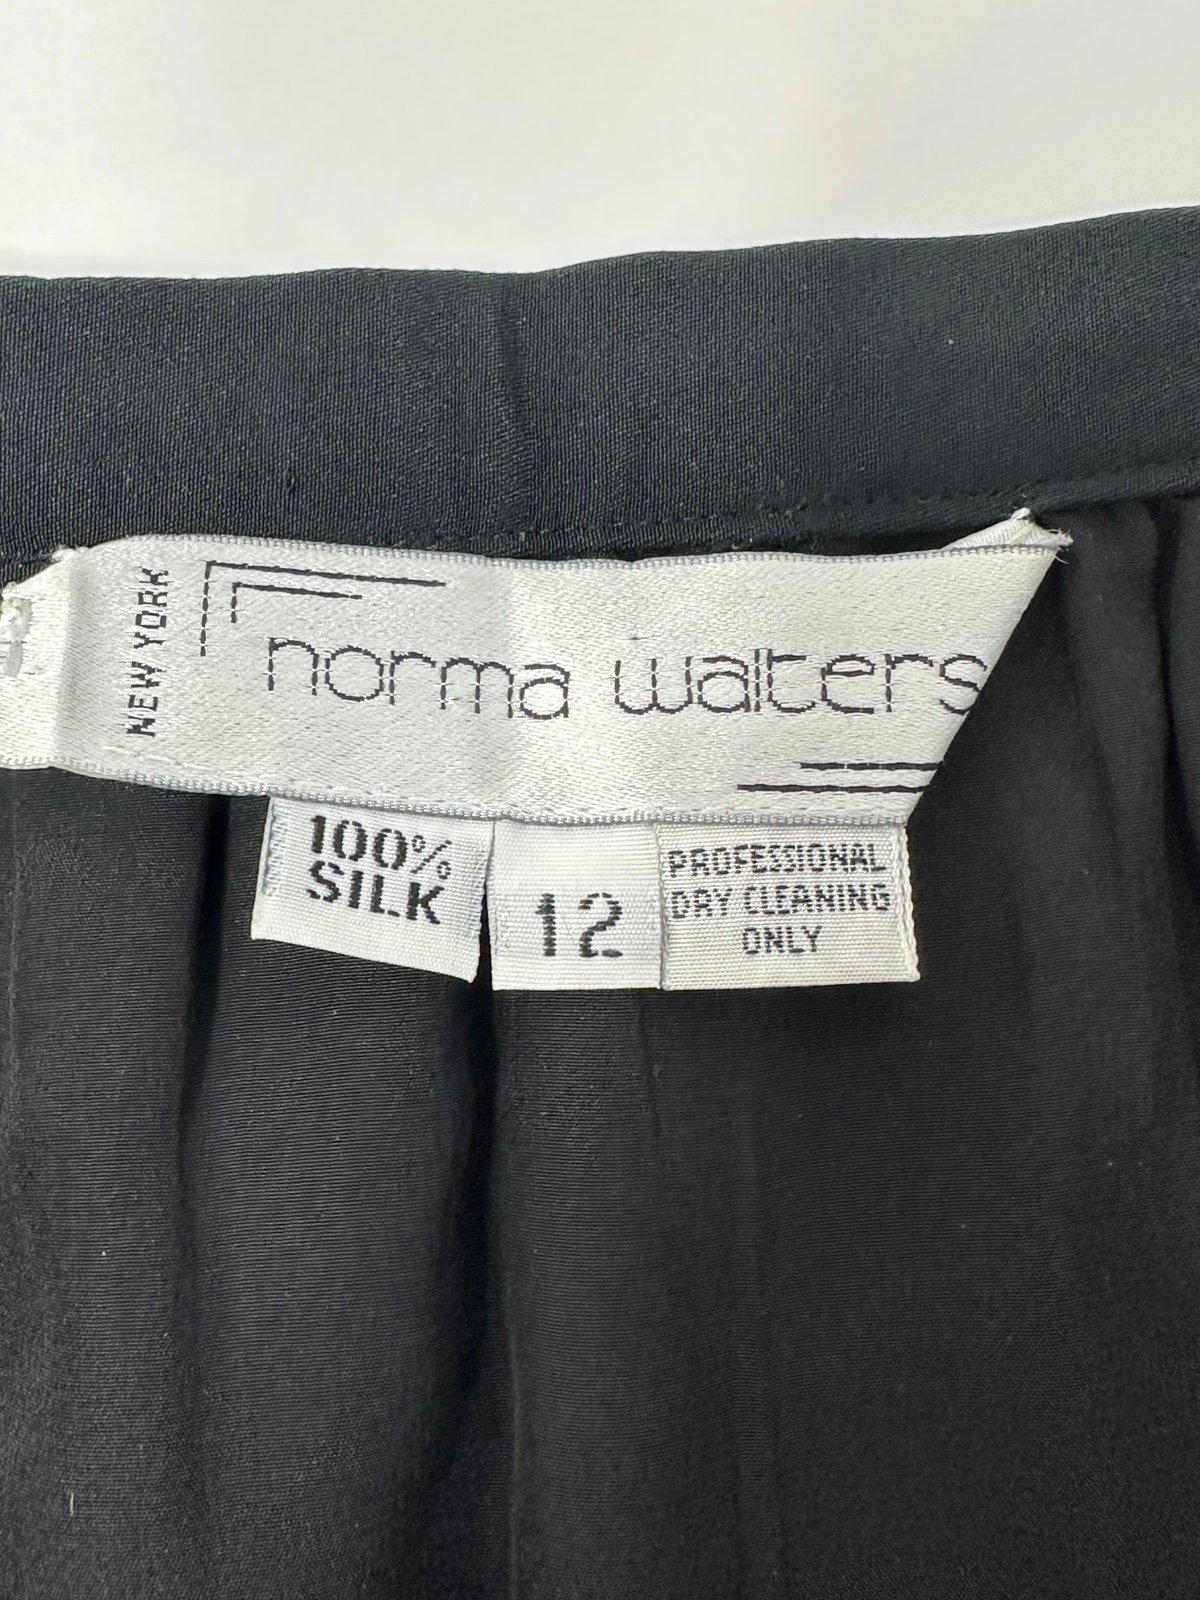 NEW YORK
norma walters
100%
SILK
12
PROFESSIONAL
DRY CLEANING
ONLY